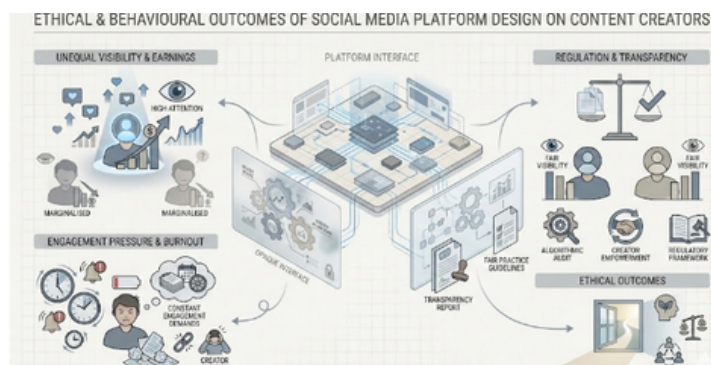 ETHICAL & BEHAVIOURAL OUTCOMES OF SOCIAL MEDIA PLATFORM DESIGN ON CONTENT CREATORS
UNEQUAL VISIBILITY & EARNINGS
PLATFORM INTERFACE
REGULATION & TRANSPARENCY
HIGH ATTENTION
FAIR
VISIBILITY
FAIR
VISIBILITY
MARGINALISED
MARGINALISED
ENGAGEMENT PRESSURE & BURNOUT
OPAQUE INTERFACE
FAIR PRACTICE
GUIDELINES
TRANSPARENCY
REPORT
ALGORITHMIC
AUDIT
CREATOR
EMPOWERMENT
REGULATORY
FRAMEWORK
ETHICAL OUTCOMES
CONSTANT
ENGAGEMENT
DEMANDS
CREATOR